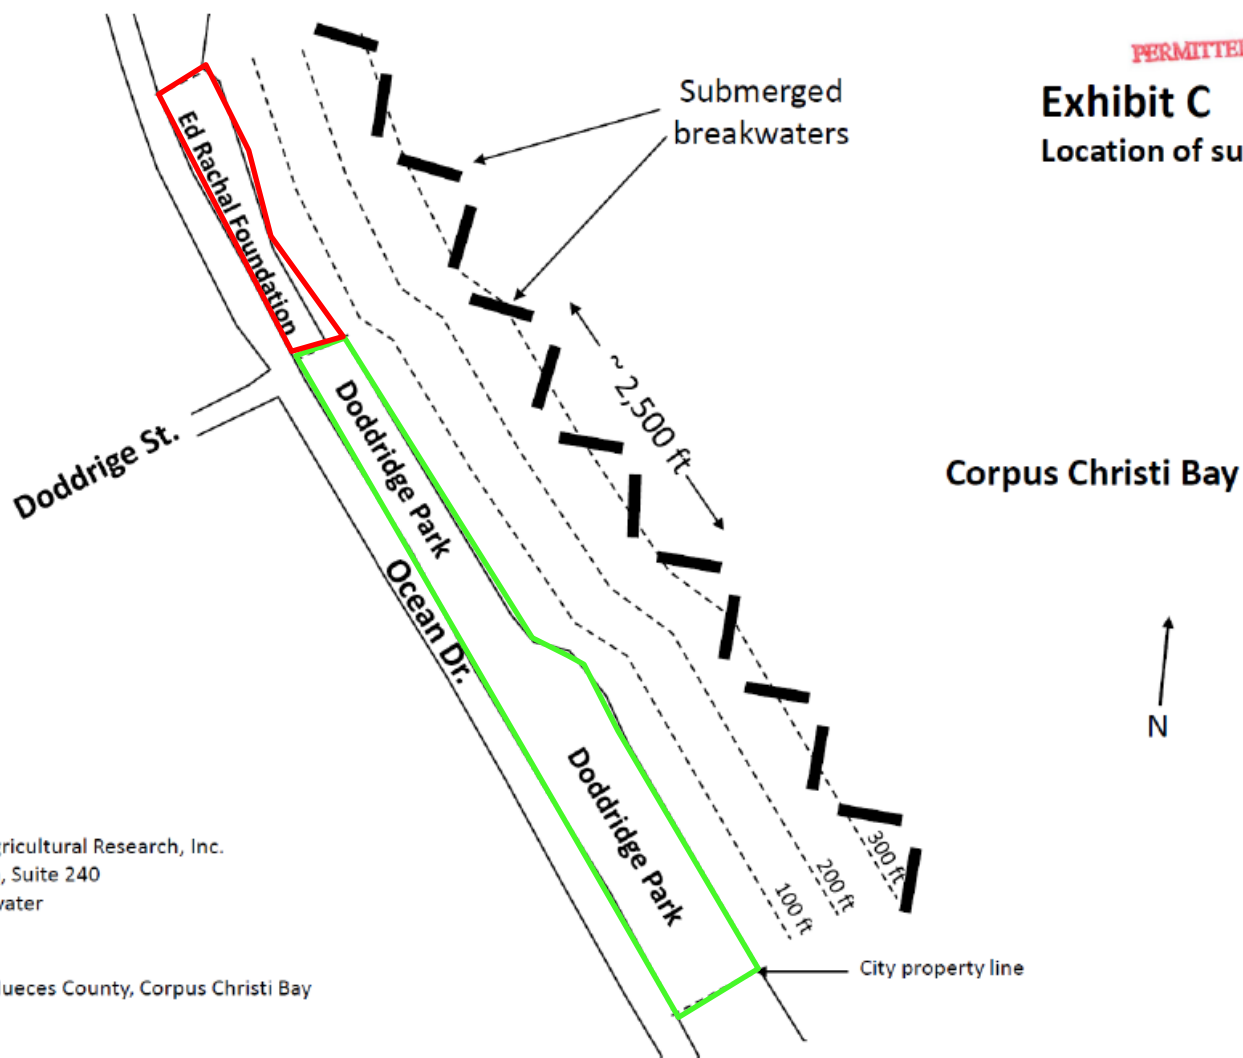 PERMITTE
Exhibit C
Location of su
Submerged
breakwaters
Ed Rachal Foundation
~ 2,500 ft
Doddrige St.
Doddridge Park
Corpus Christi Bay
Ocean Dr.
N
Doddridge Park
100 ft
200 ft
300 ft
gricultural Research, Inc.
, Suite 240
water
City property line
Nueces County, Corpus Christi Bay